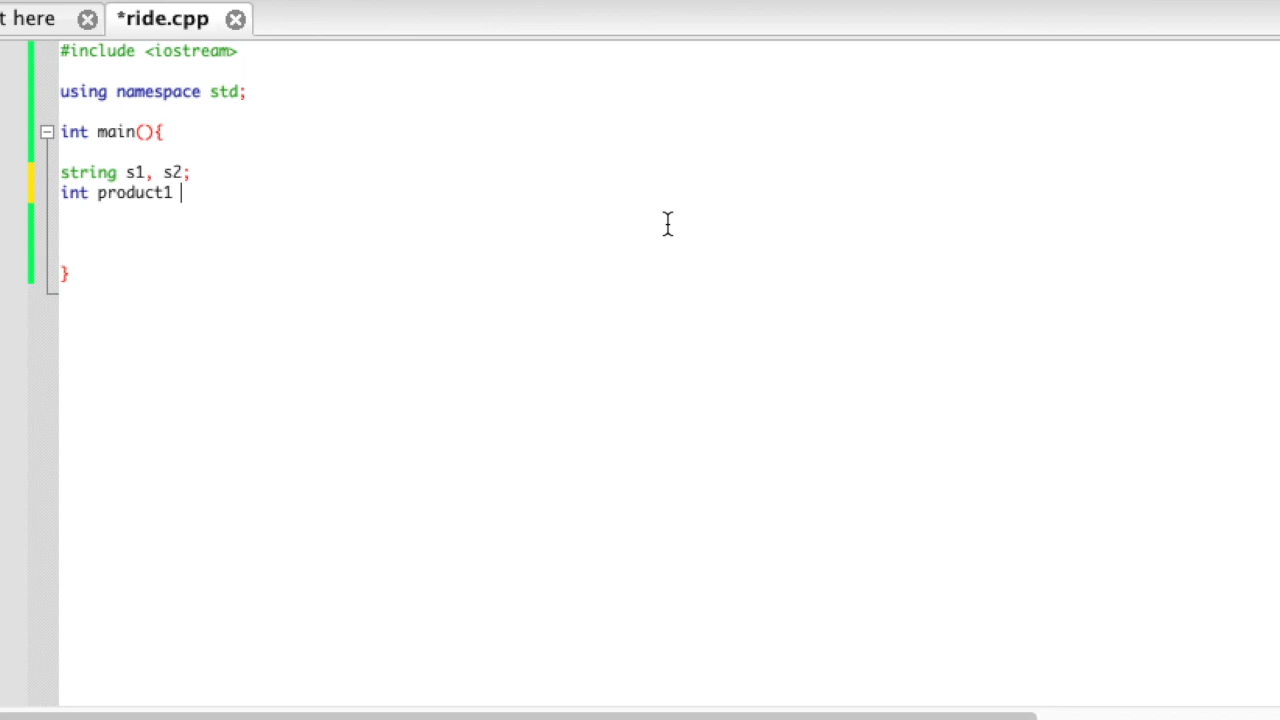 t here
*ride.cpp
#include <iostream>
using namespace std;
int main(){
string s1, s2;
int product1
}